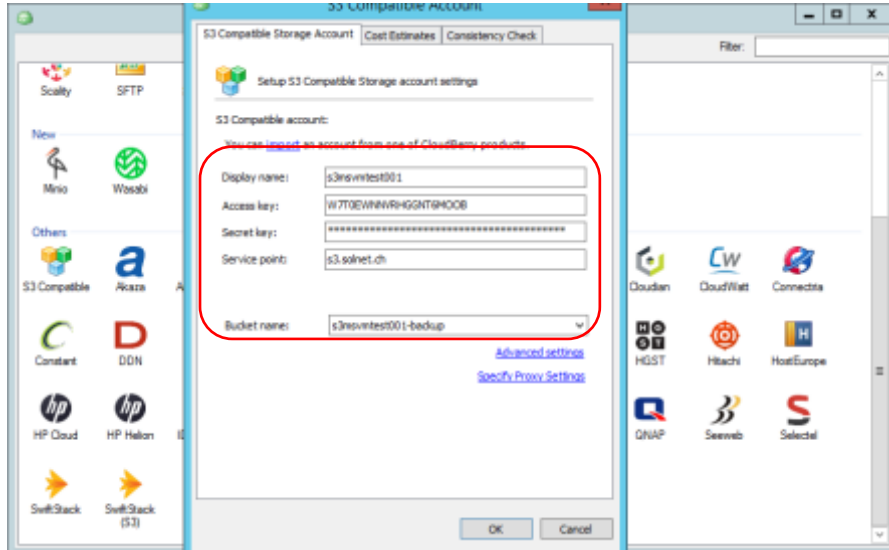 S3 Compatible Account
S3 Compatible Storage Account Cost Estimates Consistency Check
Filter:
Setup S3 Compatible Storage account settings
S3 Compatible account:
You can import an account from one of CloudBerry products.
Display name: s3nsvmtest001
Access key: W7T0EWNNVRHGGNT6MOOB
Secret key: ****************************************
Service point: s3.solnet.ch
Bucket name: s3nsvmtest001-backup
Advanced settings
Specify Proxy Settings
OK Cancel
Scality SFTP
New
Minio Wasabi
Others
S3 Compatible Akaza
Cloudian CloudWatt Connectria
Constant DDN
HGST Hitachi HostEurope
HP Cloud HP Helion
QNAP Seeweb Selectel
SwiftStack SwiftStack
(S3)